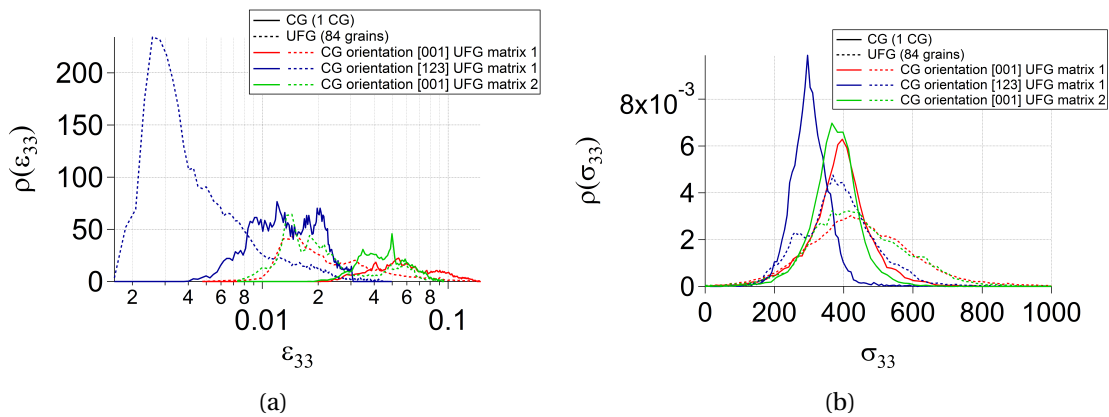 CG (1 CG)
UFG (84 grains)
CG orientation [001] UFG matrix 1
CG orientation [123] UFG matrix 1
CG orientation [001] UFG matrix 2
200
150
100
50
0
ρ(ε33)
2 4 6 8 2 4 6 8
0.01 0.1
ε33
(a)
CG (1 CG)
UFG (84 grains)
CG orientation [001] UFG matrix 1
CG orientation [123] UFG matrix 1
CG orientation [001] UFG matrix 2
8x10-3
6
4
2
0
ρ(σ33)
0 200 400 600 800 1000
σ33
(b)